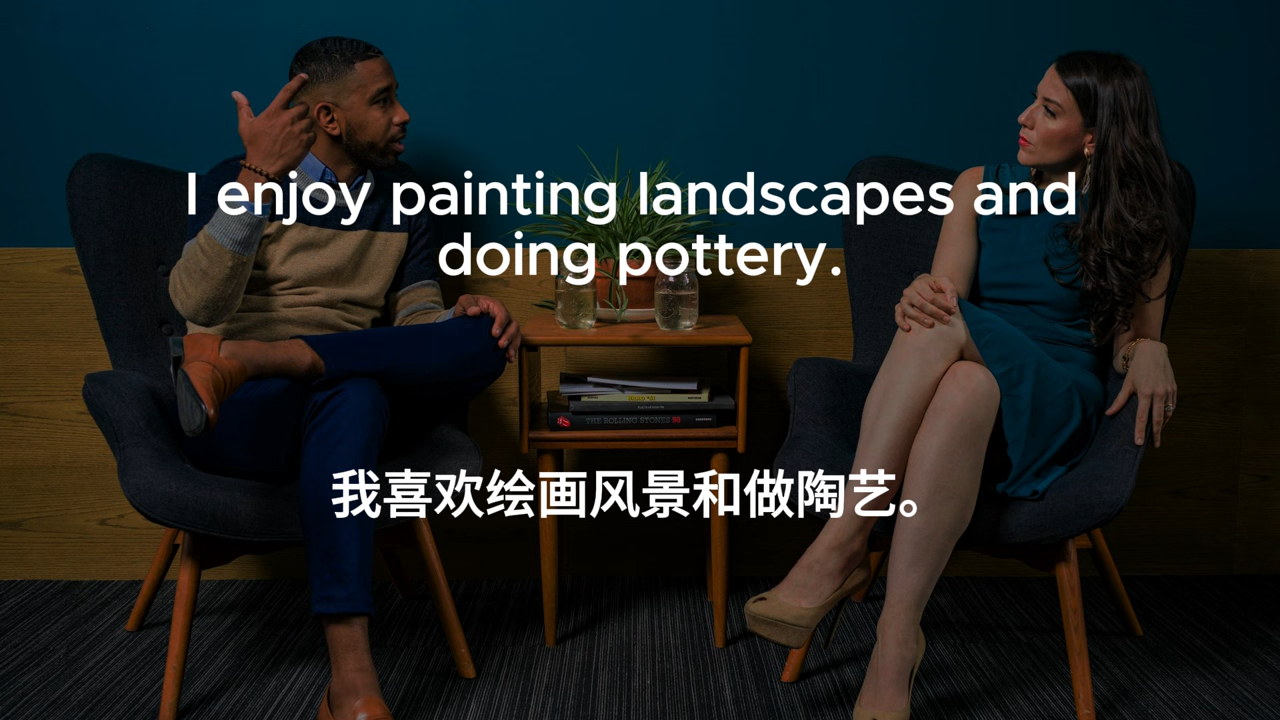 I enjoy painting landscapes and
doing pottery.
THE ROLLING STONES
我喜欢绘画风景和做陶艺。